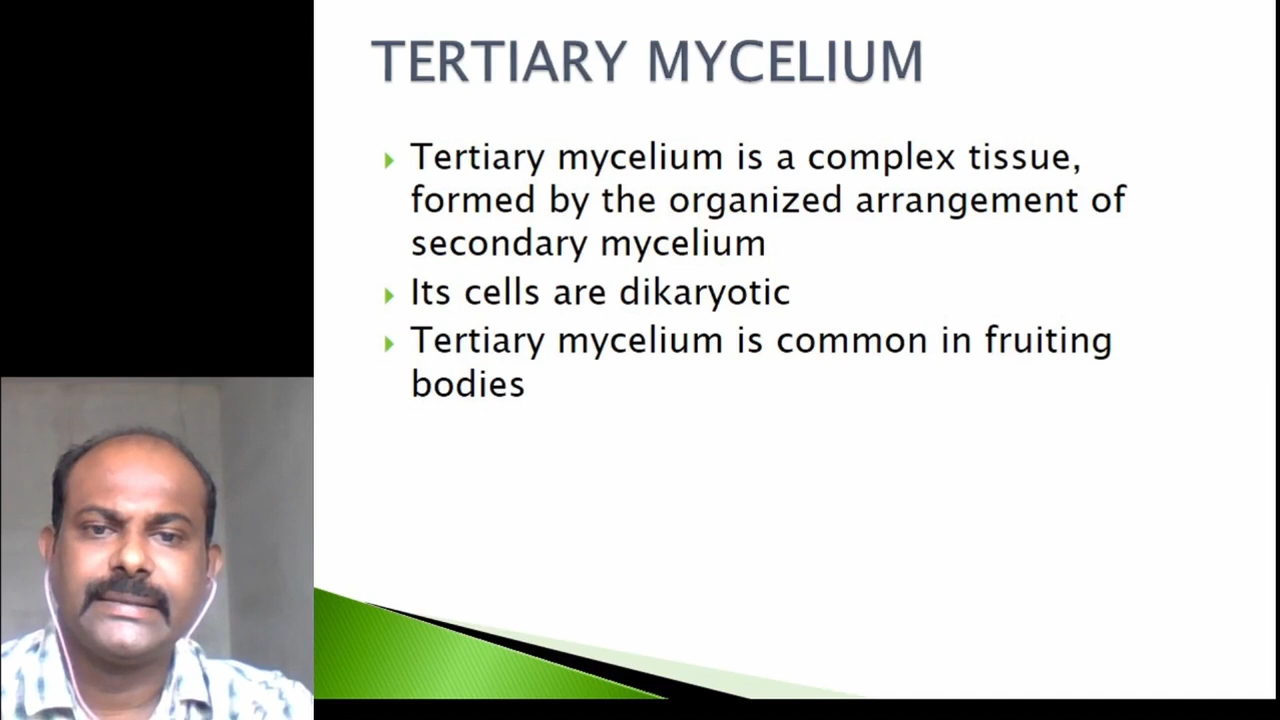 TERTIARY MYCELIUM
Tertiary mycelium is a complex tissue,
formed by the organized arrangement of
secondary mycelium
Its cells are dikaryotic
Tertiary mycelium is common in fruiting
bodies